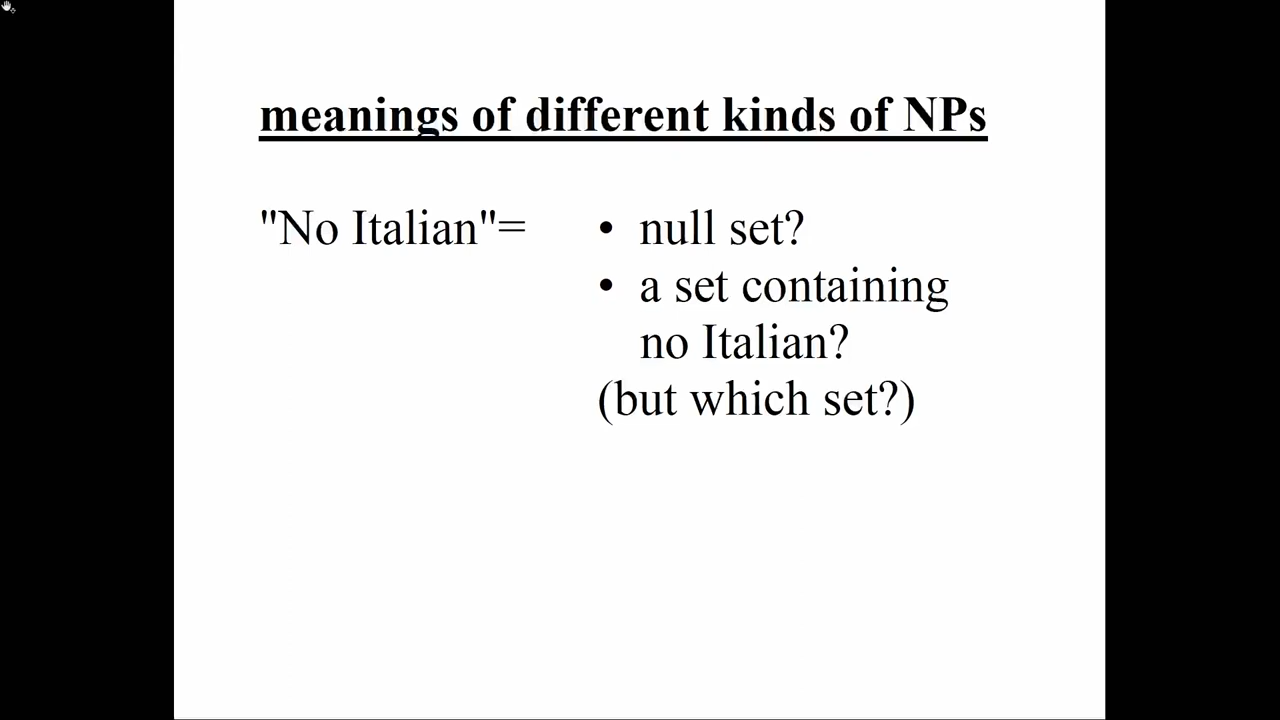 meanings of different kinds of NPs
"No Italian"= • null set?
• a set containing
no Italian?
(but which set?)